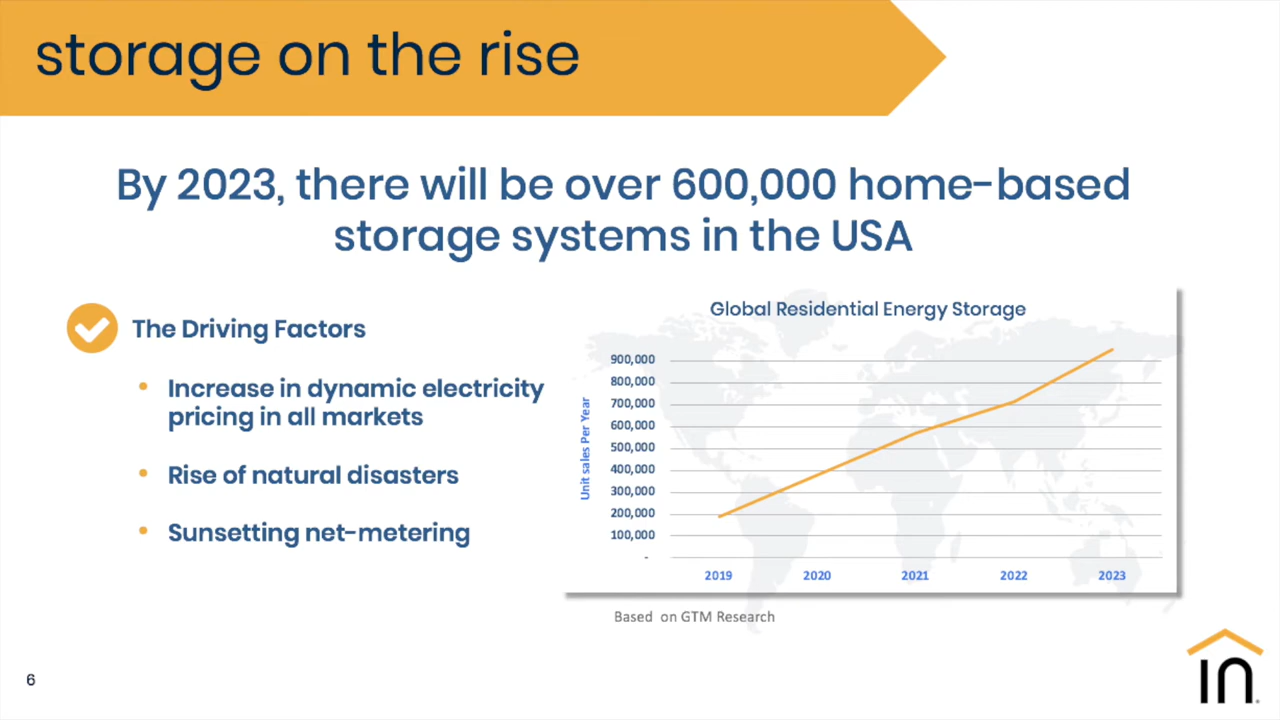 storage on the rise
By 2023, there will be over 600,000 home-based
storage systems in the USA
The Driving Factors
• Increase in dynamic electricity
pricing in all markets
• Rise of natural disasters
• Sunsetting net-metering
Global Residential Energy Storage
Unit sales Per Year
900,000
800,000
700,000
600,000
500,000
400,000
300,000
200,000
100,000
-
2019 2020 2021 2022 2023
Based on GTM Research
6
IN